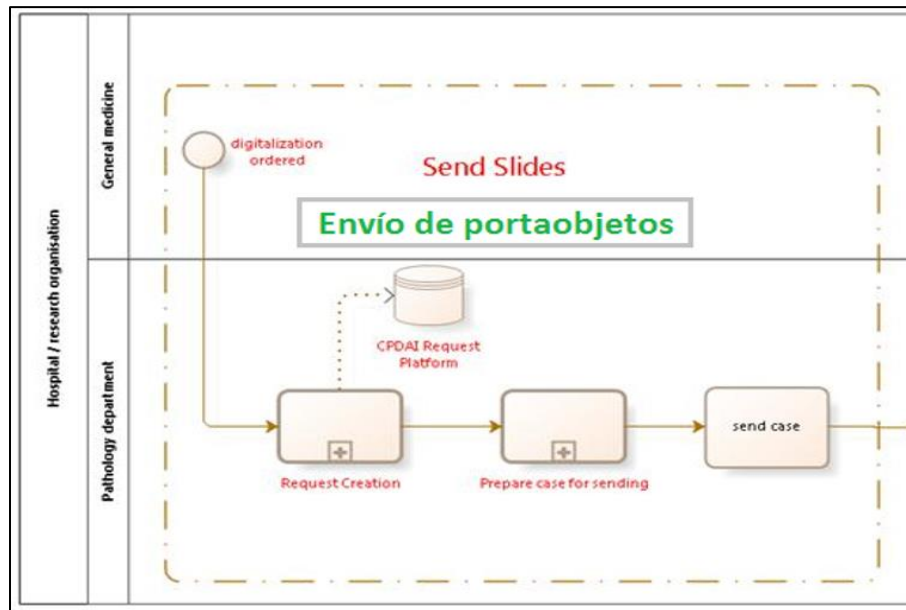 Hospital / research organisation
General medicine
digitalization
ordered
Send Slides
Envío de portaobjetos
Pathology department
CPDAI Request
Platform
Request Creation
Prepare case for sending
send case